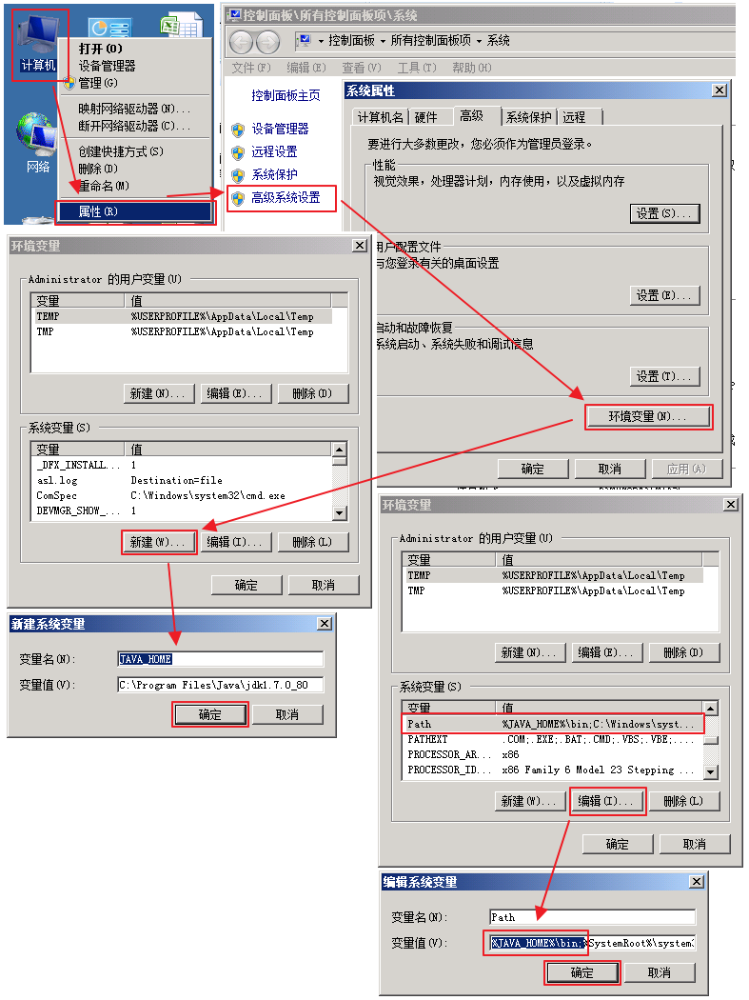 计算机
网络
打开(O)
设备管理器
管理(G)
映射网络驱动器(N)...
断开网络驱动器(C)...
创建快捷方式(S)
删除(D)
重命名(M)
属性(R)
控制面板\所有控制面板项\系统
控制面板 所有控制面板项 系统
文件(F) 编辑(E) 查看(V) 工具(T) 帮助(H)
控制面板主页
设备管理器
远程设置
系统保护
高级系统设置
系统属性
计算机名 硬件 高级 系统保护 远程
要进行大多数更改,您必须作为管理员登录。
性能
视觉效果,处理器计划,内存使用,以及虚拟内存
设置(S)...
用户配置文件
与您登录有关的桌面设置
设置(E)...
启动和故障恢复
系统启动、系统失败和调试信息
设置(T)...
环境变量(N)...
确定 取消 应用(A)
环境变量
Administrator 的用户变量(U)
变量 值
TEMP %USERPROFILE%\AppData\Local\Temp
TMP %USERPROFILE%\AppData\Local\Temp
新建(N)... 编辑(E)... 删除(D)
系统变量(S)
变量 值
_DFX_INSTALL... 1
asl.log Destination=file
ComSpec C:\Windows\system32\cmd.exe
DEVMGR_SHOW_... 1
新建(W)... 编辑(I)... 删除(L)
确定 取消
新建系统变量
变量名(N): JAVA_HOME
变量值(V): C:\Program Files\Java\jdk1.7.0_80
确定 取消
环境变量
Administrator 的用户变量(U)
变量 值
TEMP %USERPROFILE%\AppData\Local\Temp
TMP %USERPROFILE%\AppData\Local\Temp
新建(N)... 编辑(E)... 删除(D)
系统变量(S)
变量 值
Path %JAVA_HOME%\bin;C:\Windows\syst...
PATHEXT .COM;.EXE;.BAT;.CMD;.VBS;.VBE;....
PROCESSOR_AR... x86
PROCESSOR_ID... x86 Family 6 Model 23 Stepping ...
新建(W)... 编辑(I)... 删除(L)
确定 取消
编辑系统变量
变量名(N): Path
变量值(V): %JAVA_HOME%\bin;%SystemRoot%\system3
确定 取消